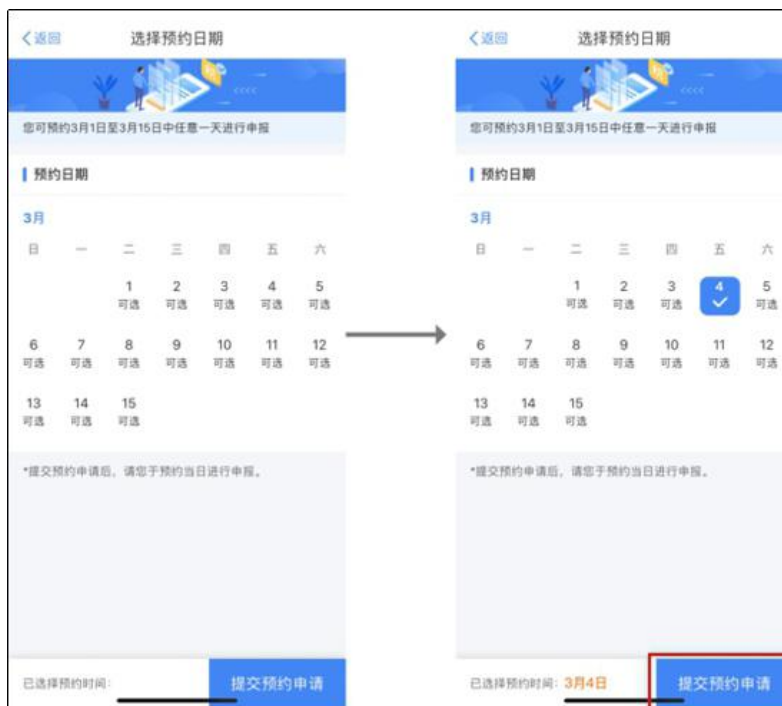 返回
选择预约日期
您可预约3月1日至3月15日中任意一天进行申报
预约日期
3月
日 一 二 三 四 五 六
1 2 3 4 5
可选 可选 可选 可选 可选
6 7 8 9 10 11 12
可选 可选 可选 可选 可选 可选 可选
13 14 15
可选 可选 可选
*提交预约申请后，请您于预约当日进行申报。
已选择预约时间：
提交预约申请
返回
选择预约日期
您可预约3月1日至3月15日中任意一天进行申报
预约日期
3月
日 一 二 三 四 五 六
1 2 3 4 5
可选 可选 可选 可选
6 7 8 9 10 11 12
可选 可选 可选 可选 可选 可选 可选
13 14 15
可选 可选 可选
*提交预约申请后，请您于预约当日进行申报。
已选择预约时间：3月4日
提交预约申请